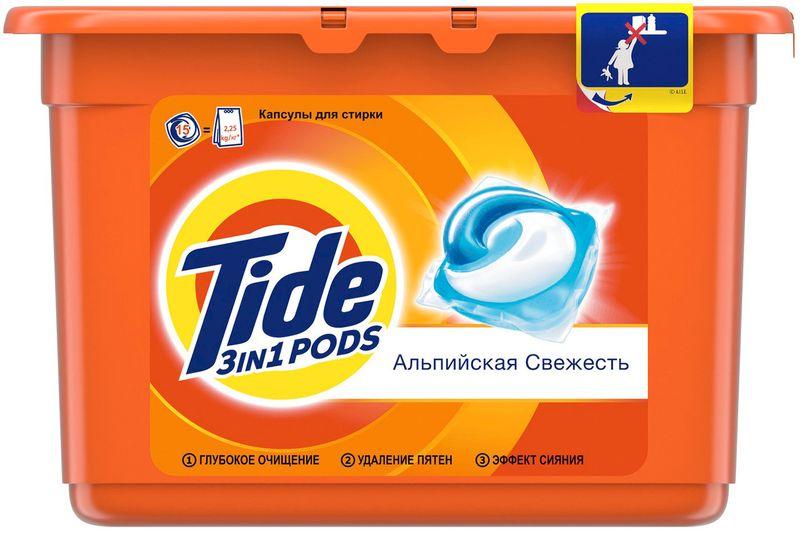 © A.I.S.E.
Капсулы для стирки
15 = 2,25
kg/кг*
Tide
3IN1 PODS
Альпийская Свежесть
① ГЛУБОКОЕ ОЧИЩЕНИЕ ② УДАЛЕНИЕ ПЯТЕН ③ ЭФФЕКТ СИЯНИЯ